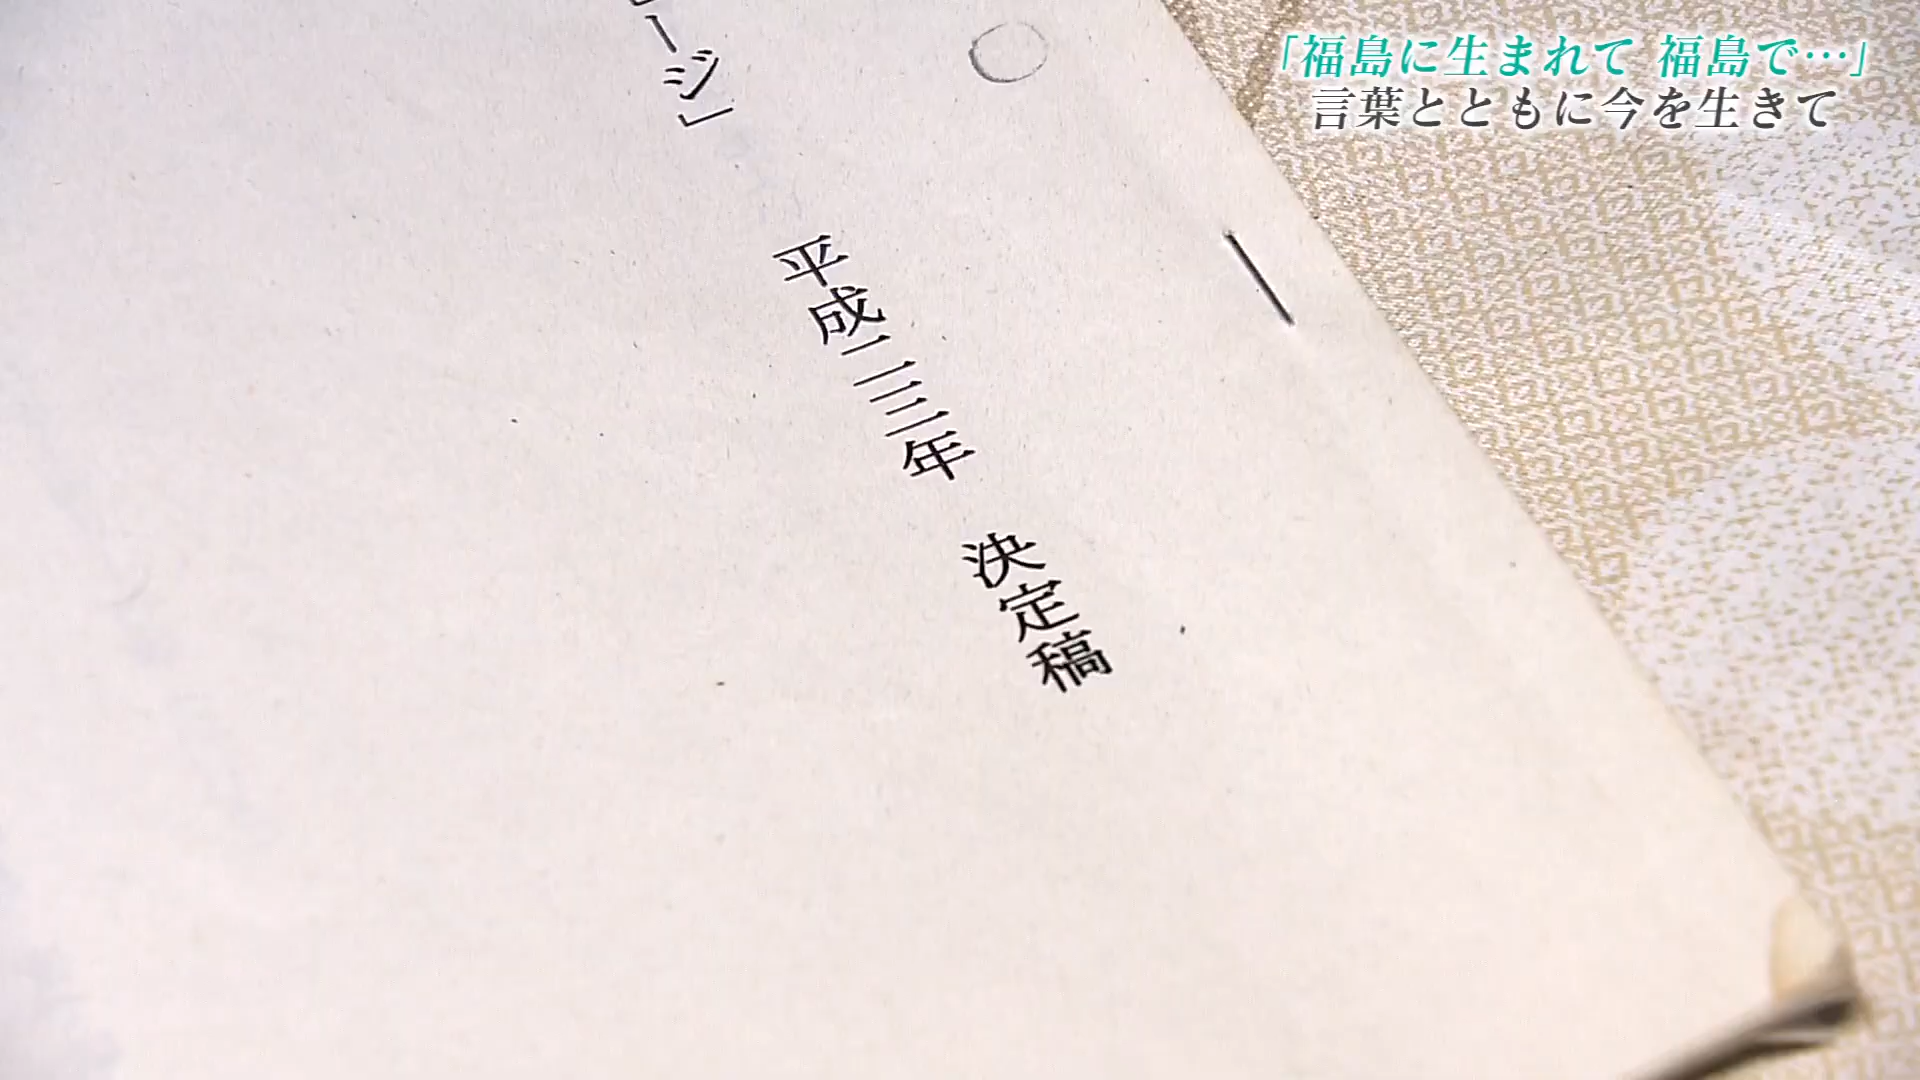 「福島に生まれて 福島で…」
言葉とともに今を生きて
ージ」 平成二三年 決定稿